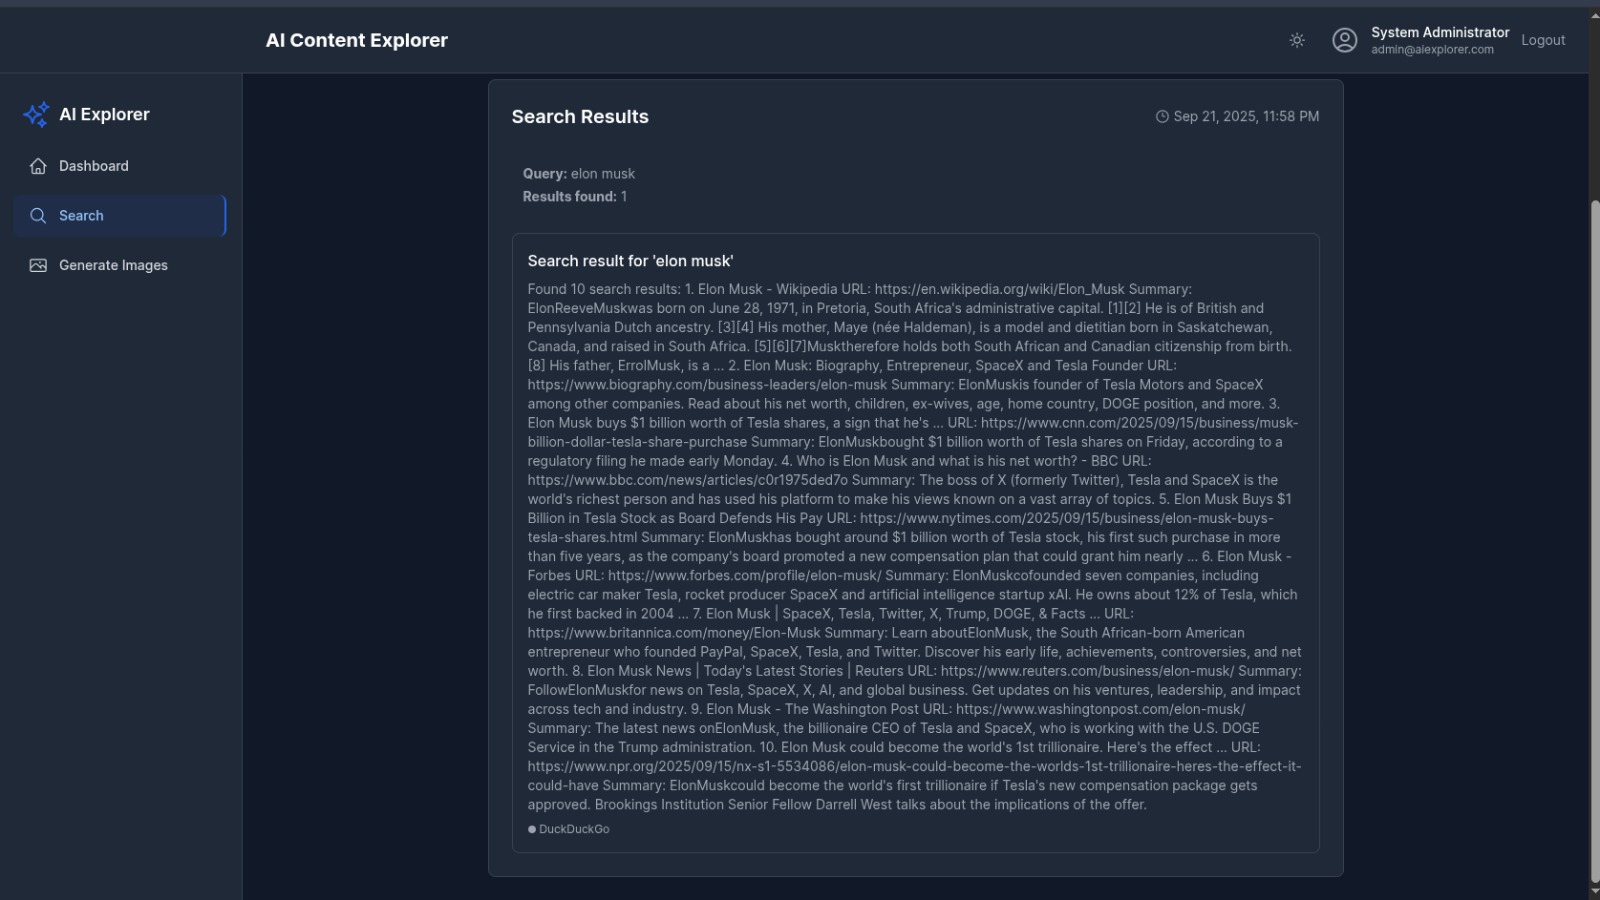 AI Content Explorer
System Administrator
admin@aiexplorer.com
Logout
AI Explorer
Dashboard
Search
Generate Images
Search Results
Sep 21, 2025, 11:58 PM
Query: elon musk
Results found: 1
Search result for 'elon musk'
Found 10 search results: 1. Elon Musk - Wikipedia URL: https://en.wikipedia.org/wiki/Elon_Musk Summary:
ElonReeveMuskwas born on June 28, 1971, in Pretoria, South Africa's administrative capital. [1][2] He is of British and
Pennsylvania Dutch ancestry. [3][4] His mother, Maye (née Haldeman), is a model and dietitian born in Saskatchewan,
Canada, and raised in South Africa. [5][6][7]Musktherefore holds both South African and Canadian citizenship from birth.
[8] His father, ErrolMusk, is a ... 2. Elon Musk: Biography, Entrepreneur, SpaceX and Tesla Founder URL:
https://www.biography.com/business-leaders/elon-musk Summary: ElonMuskis founder of Tesla Motors and SpaceX
among other companies. Read about his net worth, children, ex-wives, age, home country, DOGE position, and more. 3.
Elon Musk buys $1 billion worth of Tesla shares, a sign that he's ... URL: https://www.cnn.com/2025/09/15/business/musk-
billion-dollar-tesla-share-purchase Summary: ElonMuskbought $1 billion worth of Tesla shares on Friday, according to a
regulatory filing he made early Monday. 4. Who is Elon Musk and what is his net worth? - BBC URL:
https://www.bbc.com/news/articles/c0r1975ded7o Summary: The boss of X (formerly Twitter), Tesla and SpaceX is the
world's richest person and has used his platform to make his views known on a vast array of topics. 5. Elon Musk Buys $1
Billion in Tesla Stock as Board Defends His Pay URL: https://www.nytimes.com/2025/09/15/business/elon-musk-buys-
tesla-shares.html Summary: ElonMuskhas bought around $1 billion worth of Tesla stock, his first such purchase in more
than five years, as the company's board promoted a new compensation plan that could grant him nearly ... 6. Elon Musk -
Forbes URL: https://www.forbes.com/profile/elon-musk/ Summary: ElonMuskcofounded seven companies, including
electric car maker Tesla, rocket producer SpaceX and artificial intelligence startup xAI. He owns about 12% of Tesla, which
he first backed in 2004 ... 7. Elon Musk | SpaceX, Tesla, Twitter, X, Trump, DOGE, & Facts ... URL:
https://www.britannica.com/money/Elon-Musk Summary: Learn aboutElonMusk, the South African-born American
entrepreneur who founded PayPal, SpaceX, Tesla, and Twitter. Discover his early life, achievements, controversies, and net
worth. 8. Elon Musk News | Today's Latest Stories | Reuters URL: https://www.reuters.com/business/elon-musk/ Summary:
FollowElonMuskfor news on Tesla, SpaceX, X, AI, and global business. Get updates on his ventures, leadership, and impact
across tech and industry. 9. Elon Musk - The Washington Post URL: https://www.washingtonpost.com/elon-musk/
Summary: The latest news onElonMusk, the billionaire CEO of Tesla and SpaceX, who is working with the U.S. DOGE
Service in the Trump administration. 10. Elon Musk could become the world's 1st trillionaire. Here's the effect ... URL:
https://www.npr.org/2025/09/15/nx-s1-5534086/elon-musk-could-become-the-worlds-1st-trillionaire-heres-the-effect-it-
could-have Summary: ElonMuskcould become the world's first trillionaire if Tesla's new compensation package gets
approved. Brookings Institution Senior Fellow Darrell West talks about the implications of the offer.
DuckDuckGo